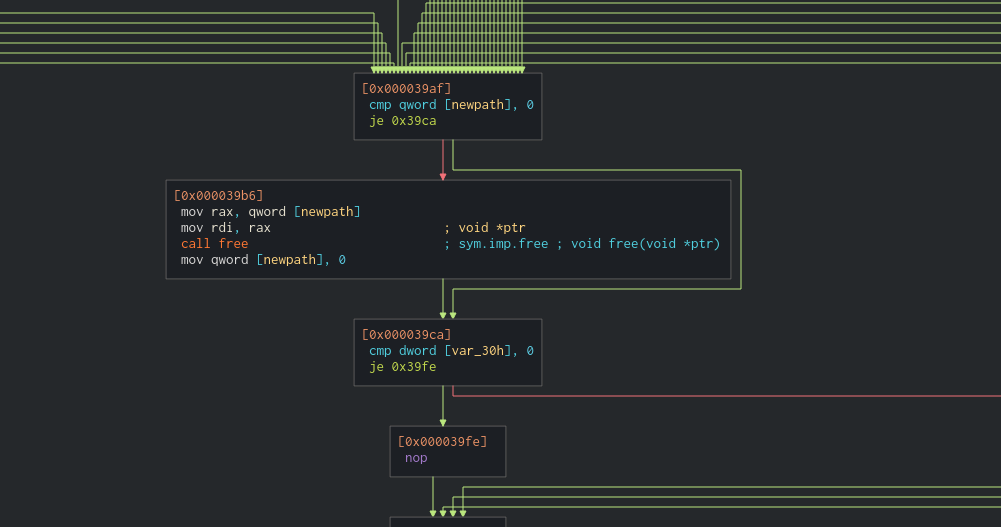 [0x000039af]
cmp qword [newpath], 0
je 0x39ca
[0x000039b6]
mov rax, qword [newpath]
mov rdi, rax ; void *ptr
call free ; sym.imp.free ; void free(void *ptr)
mov qword [newpath], 0
[0x000039ca]
cmp dword [var_30h], 0
je 0x39fe
[0x000039fe]
nop